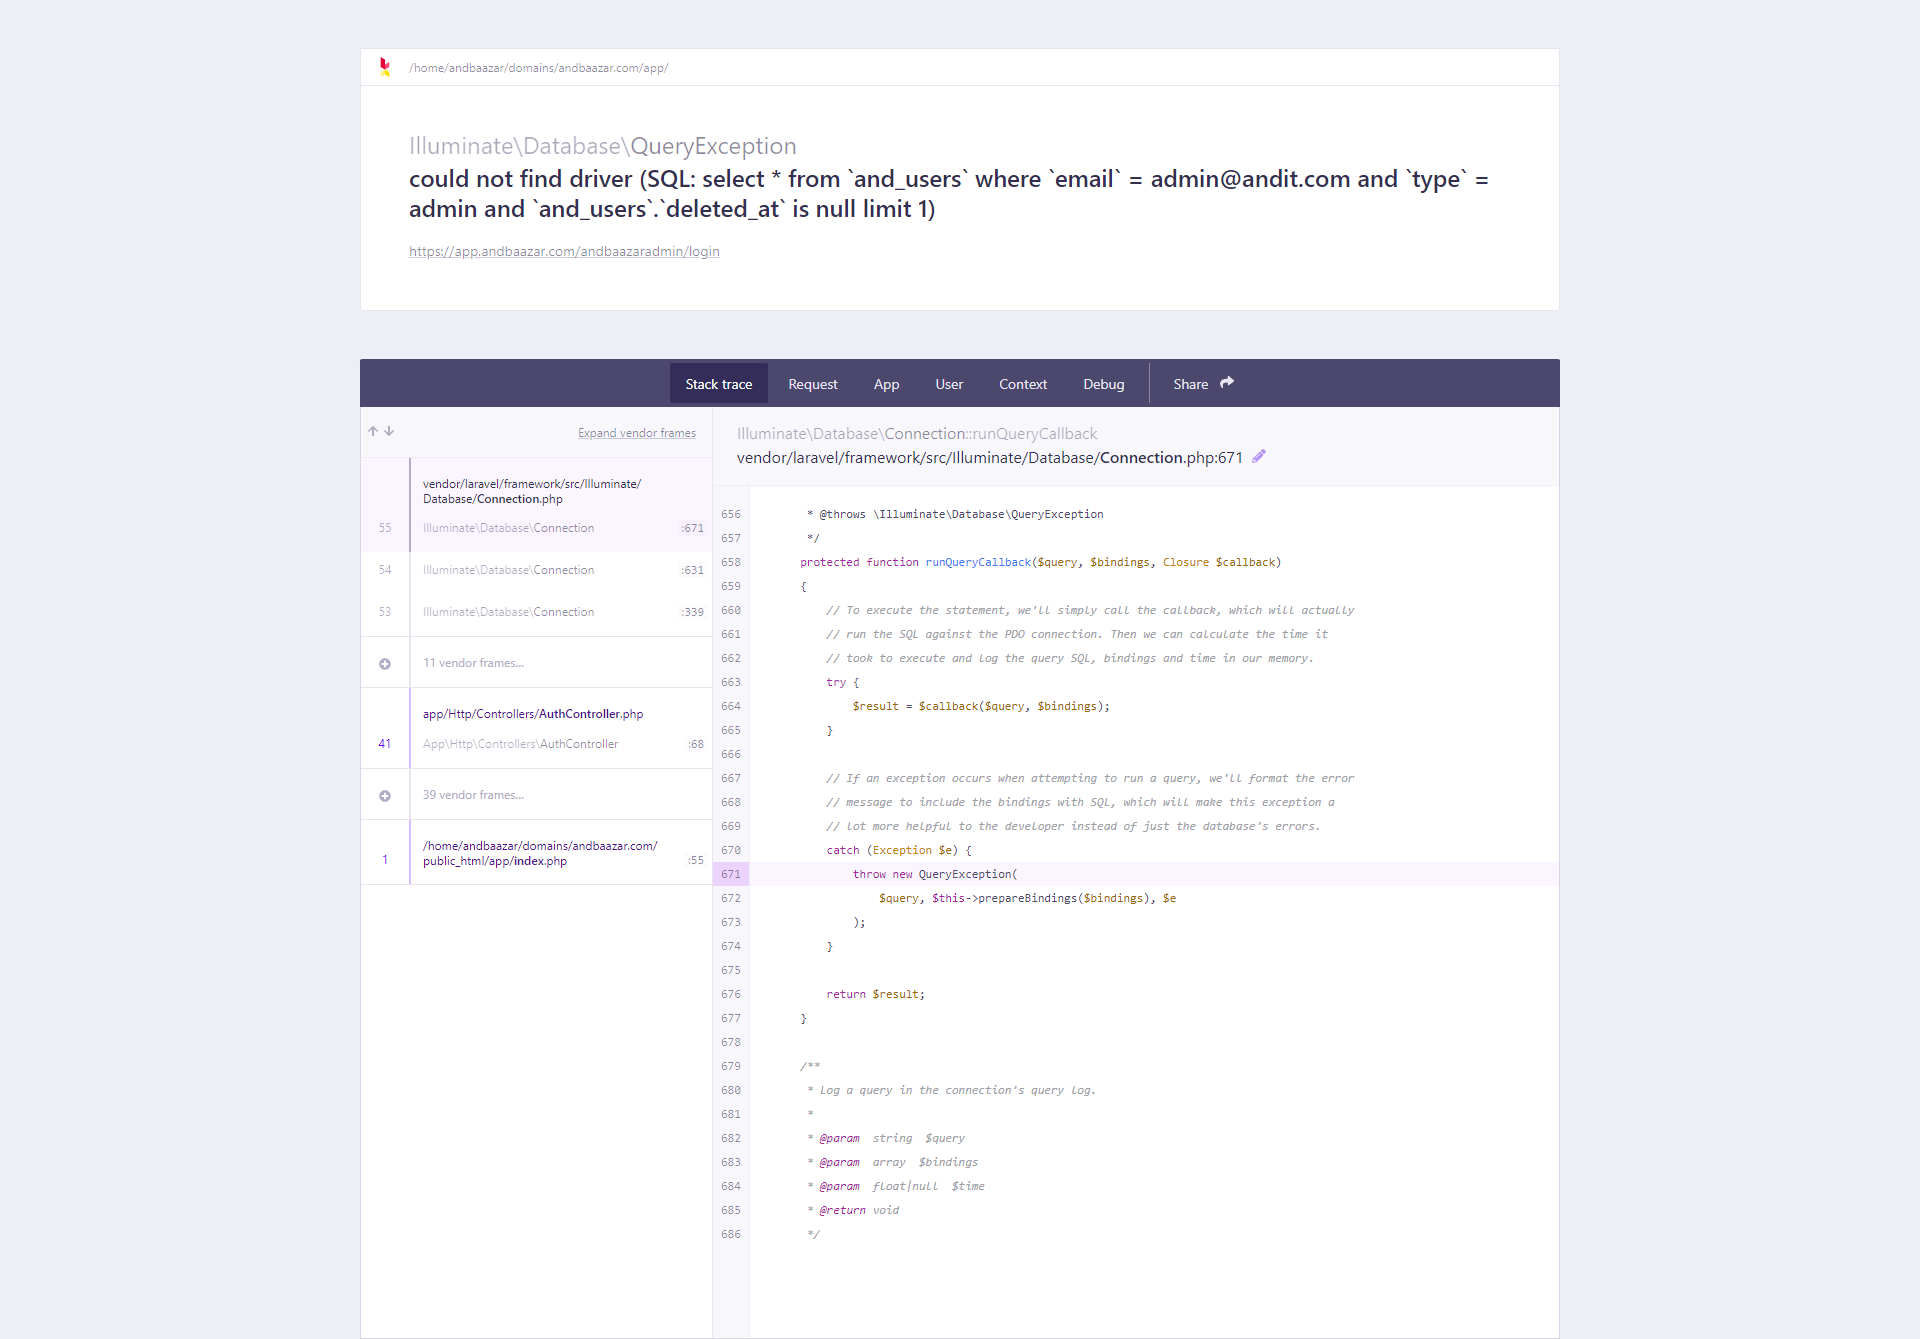 /home/andbaazar/domains/andbaazar.com/app/
Illuminate\Database\QueryException
could not find driver (SQL: select * from `and_users` where `email` = admin@andit.com and `type` =
admin and `and_users`.`deleted_at` is null limit 1)
https://app.andbaazar.com/andbaazaradmin/login
Stack trace Request App User Context Debug Share
Expand vendor frames
vendor/laravel/framework/src/Illuminate/
Database/Connection.php
55 Illuminate\Database\Connection :671
54 Illuminate\Database\Connection :631
53 Illuminate\Database\Connection :339
11 vendor frames...
app/Http/Controllers/AuthController.php
41 App\Http\Controllers\AuthController :68
39 vendor frames...
/home/andbaazar/domains/andbaazar.com/
1 public_html/app/index.php :55
Illuminate\Database\Connection::runQueryCallback
vendor/laravel/framework/src/Illuminate/Database/Connection.php:671
656 * @throws \Illuminate\Database\QueryException
657 */
658 protected function runQueryCallback($query, $bindings, Closure $callback)
659 {
660 // To execute the statement, we'll simply call the callback, which will actually
661 // run the SQL against the PDO connection. Then we can calculate the time it
662 // took to execute and log the query SQL, bindings and time in our memory.
663 try {
664 $result = $callback($query, $bindings);
665 }
666
667 // If an exception occurs when attempting to run a query, we'll format the error
668 // message to include the bindings with SQL, which will make this exception a
669 // lot more helpful to the developer instead of just the database's errors.
670 catch (Exception $e) {
671 throw new QueryException(
672 $query, $this->prepareBindings($bindings), $e
673 );
674 }
675
676 return $result;
677 }
678
679 /**
680 * Log a query in the connection's query log.
681 *
682 * @param string $query
683 * @param array $bindings
684 * @param float|null $time
685 * @return void
686 */